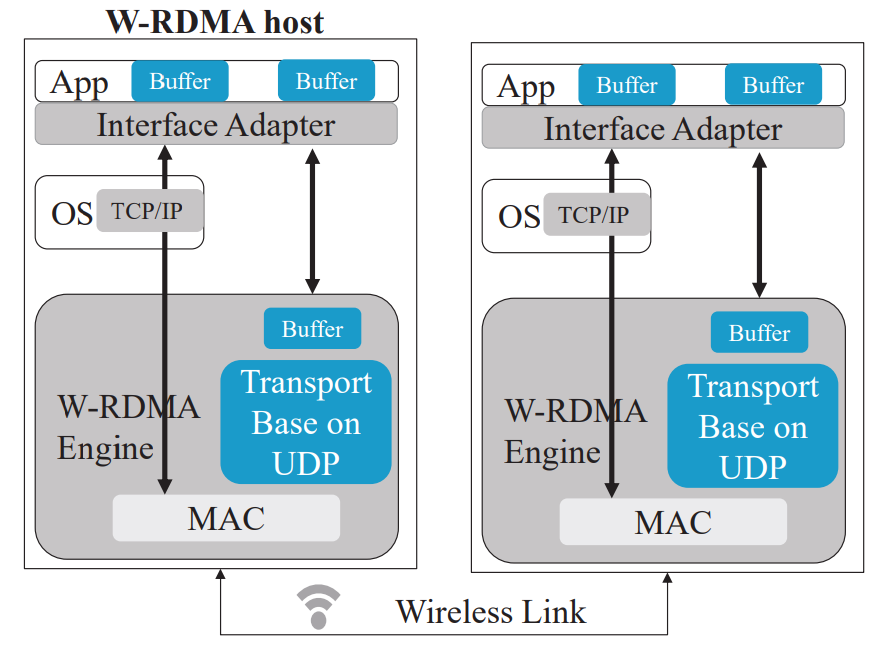 W-RDMA host
App
Buffer
Buffer
Interface Adapter
OS
TCP/IP
Buffer
W-RDMA
Engine
Transport
Base on
UDP
MAC
App
Buffer
Buffer
Interface Adapter
OS
TCP/IP
Buffer
W-RDMA
Engine
Transport
Base on
UDP
MAC
Wireless Link